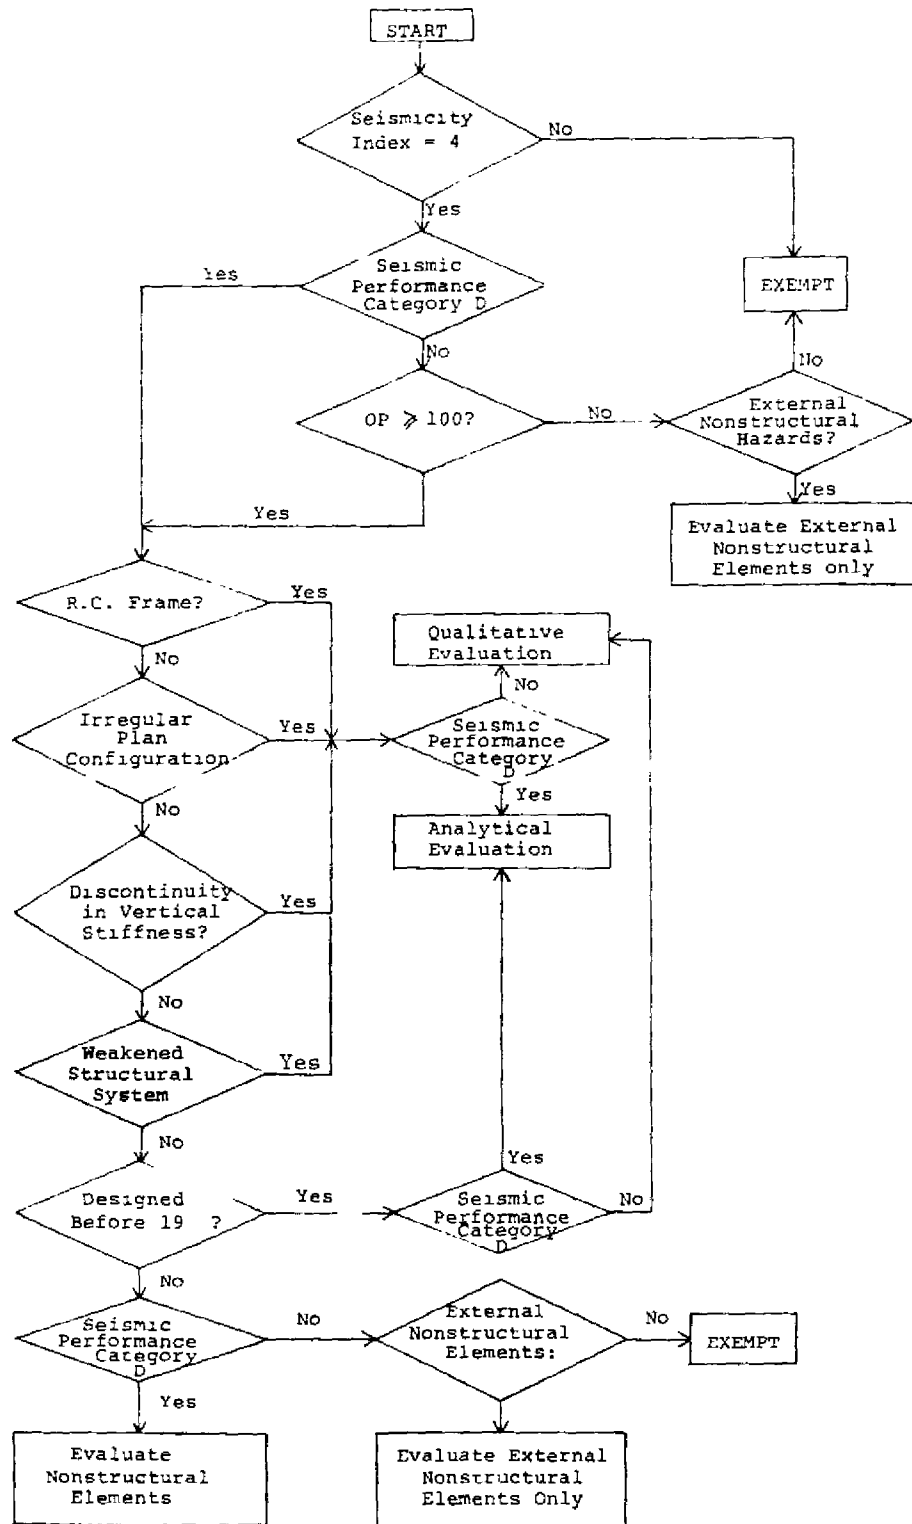 START
Seismicity
Index = 4
No
Yes
Seismic
Performance
Category D
Yes
EXEMPT
No
No
OP ⩾ 100?
No
External
Nonstructural
Hazards?
Yes
Yes
Evaluate External
Nonstructural
Elements only
R.C. Frame?
Yes
Qualitative
Evaluation
No
No
Irregular
Plan
Configuration
Yes
Seismic
Performance
Category
D
Yes
No
Analytical
Evaluation
Discontinuity
in Vertical
Stiffness?
Yes
No
Weakened
Structural
System
Yes
No
Yes
Designed
Before 19 ?
Yes
Seismic
Performance
Category
D
No
No
Seismic
Performance
Category
D
No
External
Nonstructural
Elements:
No
EXEMPT
Yes
Evaluate
Nonstructural
Elements
Evaluate External
Nonstructural
Elements Only